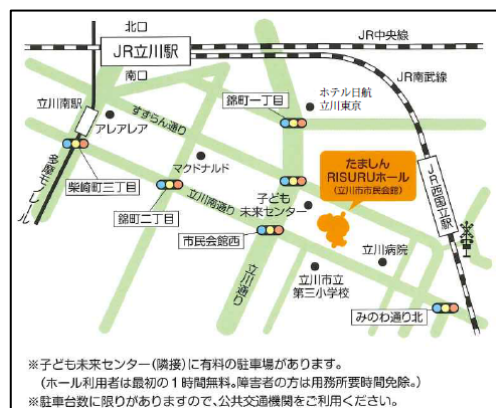 北口
JR中央線
JR立川駅
南口
JR南武線
立川南駅
アレアレア
すずらん通り
錦町一丁目
ホテル日航
立川東京
多摩モノレール
柴崎町三丁目
マクドナルド
錦町二丁目
立川南通り
子ども
未来センター
たましん
RISURUホール
(立川市市民会館)
JR西国立駅
市民会館西
立川通り
立川市立
第三小学校
立川病院
みのわ通り北
※子ども未来センター(隣接)に有料の駐車場があります。
(ホール利用者は最初の1時間無料。障害者の方は用務所要時間免除。)
※駐車台数に限りがありますので、公共交通機関をご利用ください。